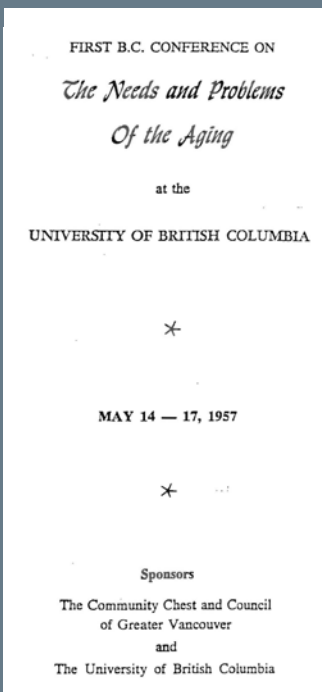 FIRST B.C. CONFERENCE ON
The Needs and Problems
Of the Aging
at the
UNIVERSITY OF BRITISH COLUMBIA
*
MAY 14 — 17, 1957
*
Sponsors
The Community Chest and Council
of Greater Vancouver
and
The University of British Columbia